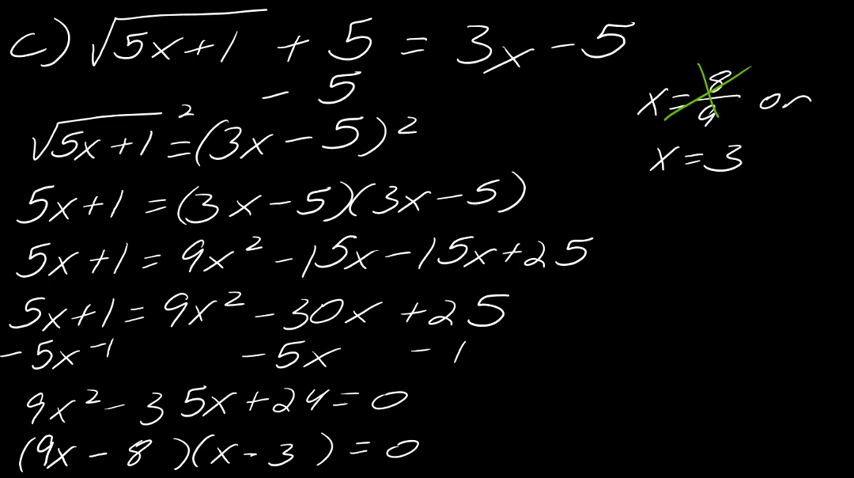 c) √5x+1 + 5 = 3x - 5
- 5
√5x+1² = (3x - 5)²
5x+1 = (3x-5)(3x-5)
5x+1 = 9x² -15x-15x+25
5x+1 = 9x² -30x +25
-5x-1 -5x -1
9x²-35x+24=0
(9x - 8)(x-3) = 0
x = 8/9 or
x = 3